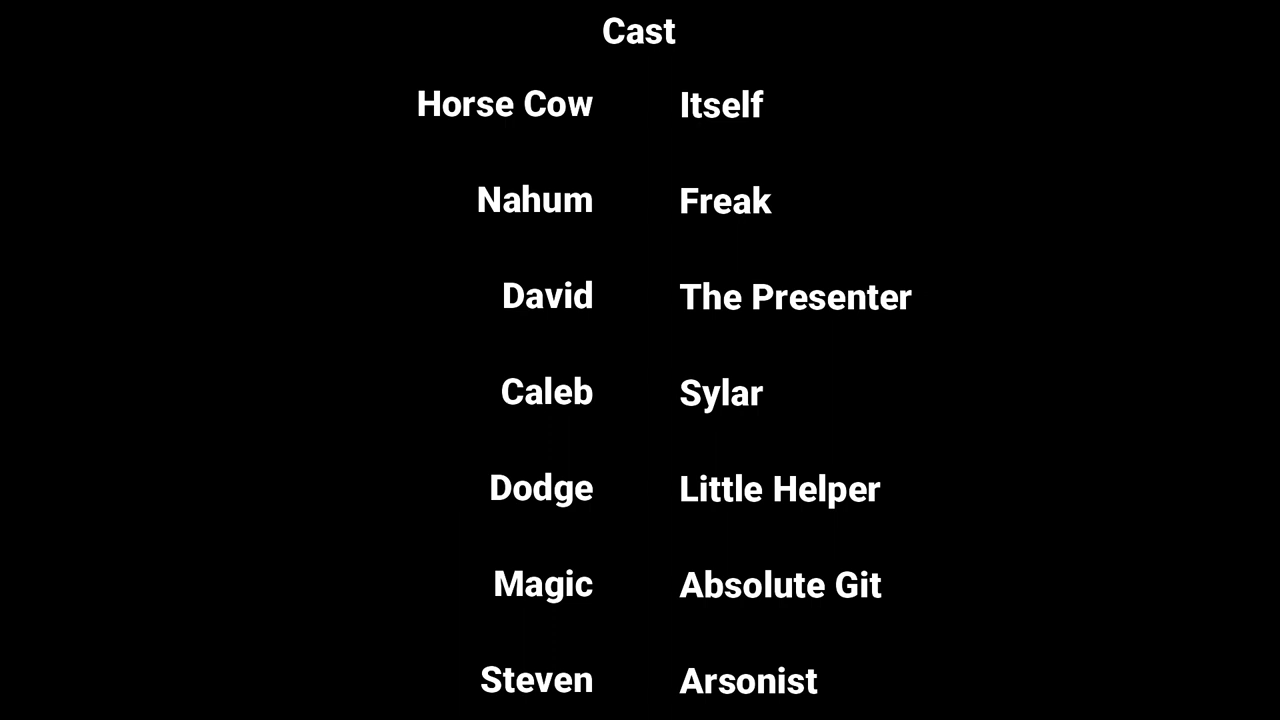 Cast
Horse Cow Itself
Nahum Freak
David The Presenter
Caleb Sylar
Dodge Little Helper
Magic Absolute Git
Steven Arsonist